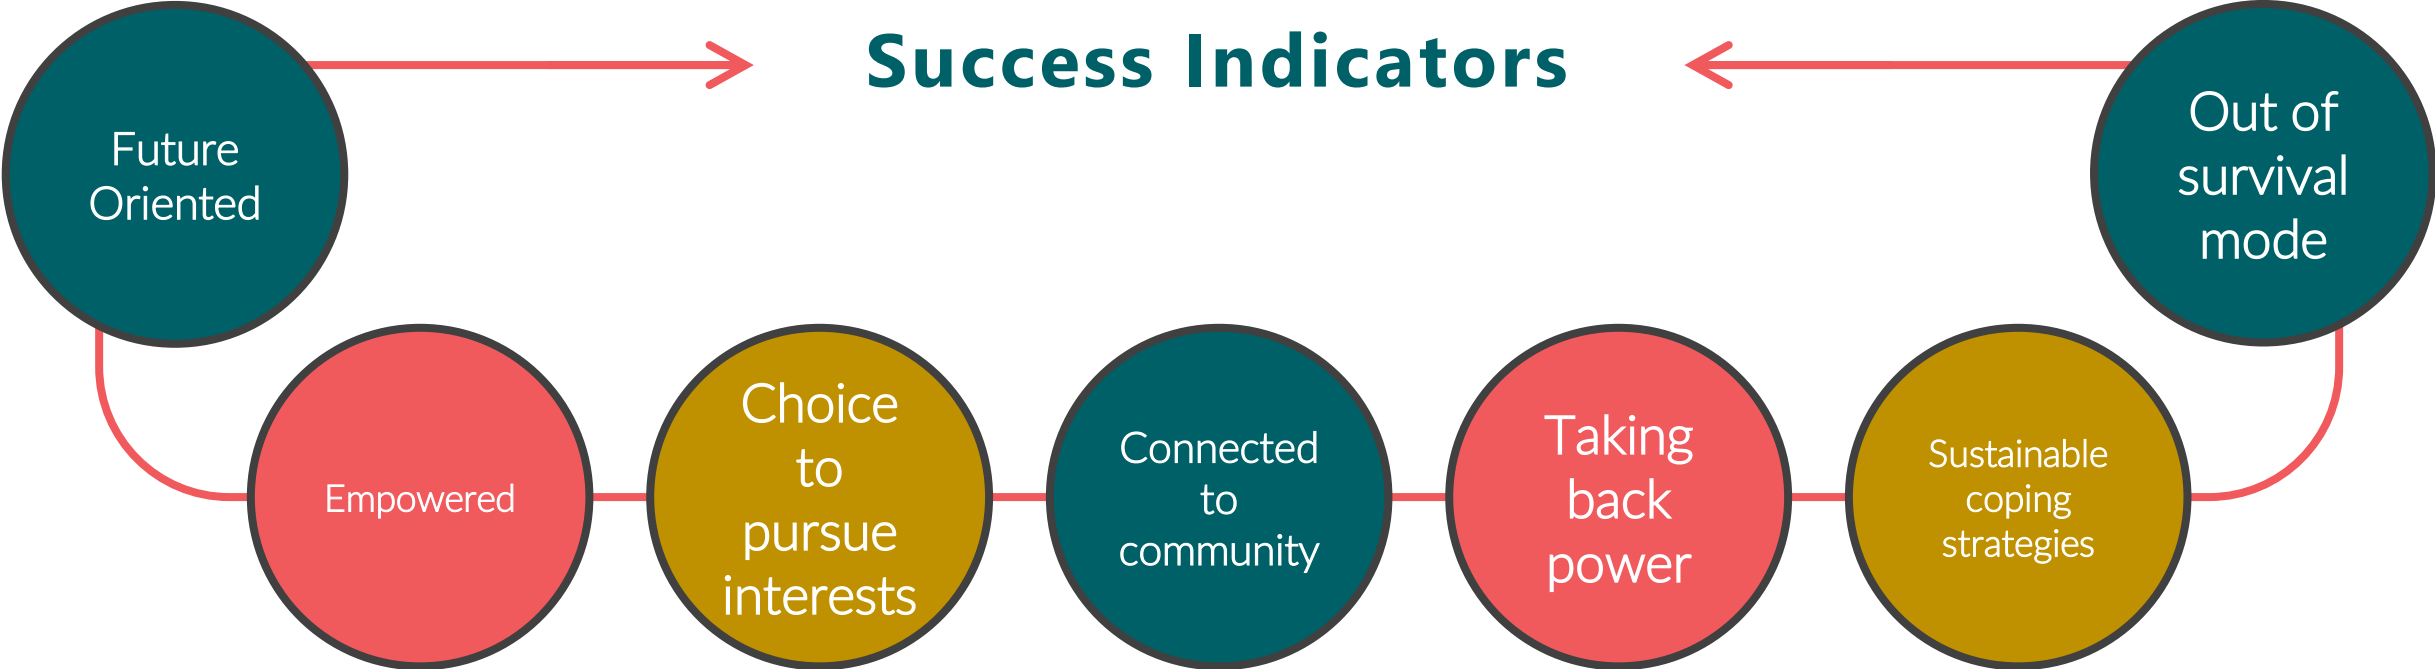 Success Indicators
Future
Oriented
Empowered
Choice
to
pursue
interests
Connected
to
community
Taking
back
power
Sustainable
coping
strategies
Out of
survival
mode